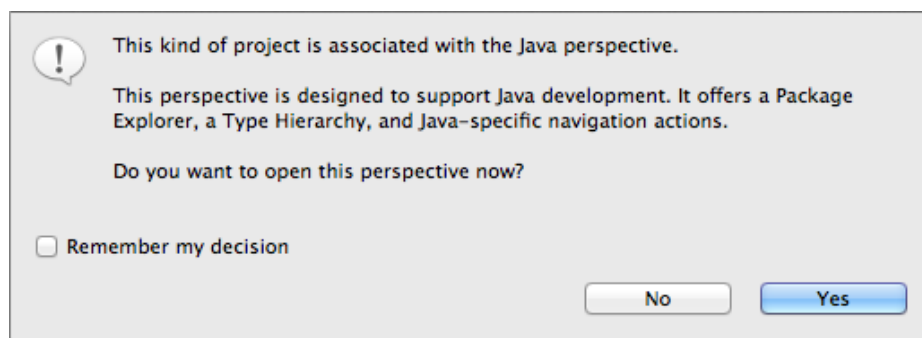 This kind of project is associated with the Java perspective.
This perspective is designed to support Java development. It offers a Package
Explorer, a Type Hierarchy, and Java-specific navigation actions.
Do you want to open this perspective now?
Remember my decision
No
Yes